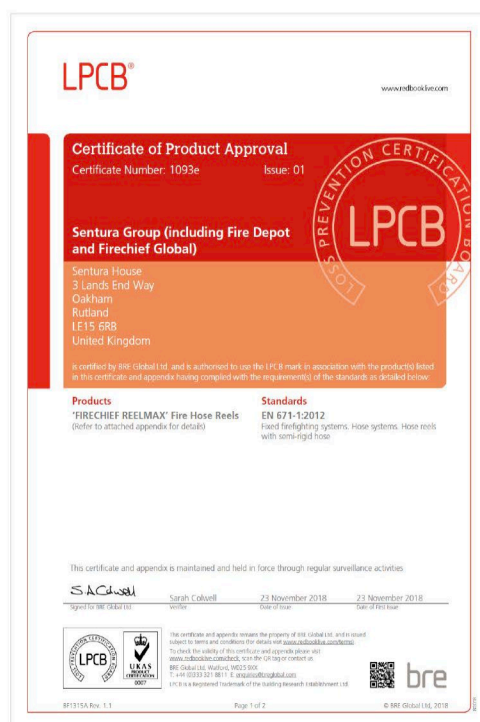 LPCB®
www.redbooklive.com
Certificate of Product Approval
Certificate Number: 1093e Issue: 01
LOSS PREVENTION CERTIFICATION BOARD
LPCB
Sentura Group (including Fire Depot
and Firechief Global)
Sentura House
3 Lands End Way
Oakham
Rutland
LE15 6RB
United Kingdom
is certified by BRE Global Ltd. and is authorised to use the LPCB mark in association with the product(s) listed
in this certificate and appendix having complied with the requirement(s) of the standards as detailed below:
Products Standards
'FIRECHIEF REELMAX' Fire Hose Reels EN 671-1:2012
(Refer to attached appendix for details) Fixed firefighting systems. Hose systems. Hose reels
with semi-rigid hose
This certificate and appendix is maintained and held in force through regular surveillance activities
S.A Colwell
Sarah Colwell 23 November 2018 23 November 2018
Signed for BRE Global Ltd. Verifier Date of Issue Date of First Issue
This certificate and appendix remains the property of BRE Global Ltd. and is issued
subject to terms and conditions (for details visit www.redbooklive.com/terms).
To check the validity of this certificate and appendix please visit
www.redbooklive.com/check, scan the QR tag or contact us.
BRE Global Ltd., Watford, WD25 9XX
T: +44 (0)333 321 8811 E: enquiries@breglobal.com
LPCB is a Registered Trademark of the Building Research Establishment Ltd.
LPCB
UKAS
PRODUCT
CERTIFICATION
0007
bre
BF1315A Rev. 1.1 Page 1 of 2 © BRE Global Ltd, 2018